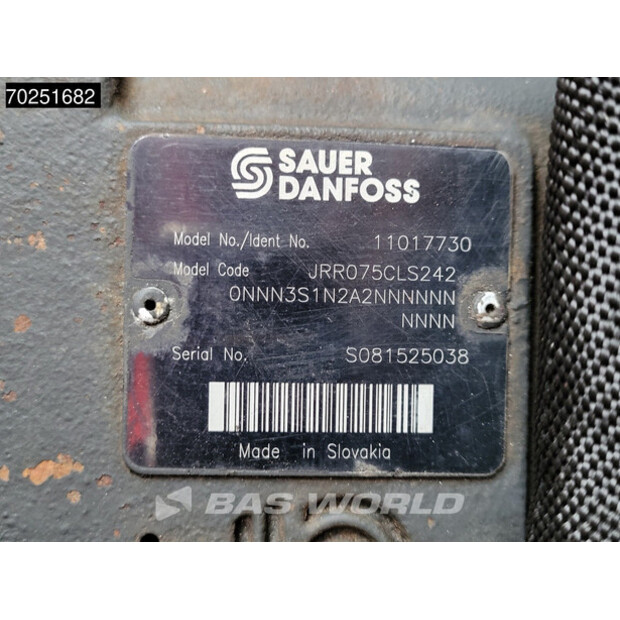 70251682
SAUER
DANFOSS
Model No./Ident No. 11017730
Model Code JRR075CLS242
0NNN3S1N2A2NNNNNN
NNNN
Serial No. S081525038
Made in Slovakia
BAS WORLD